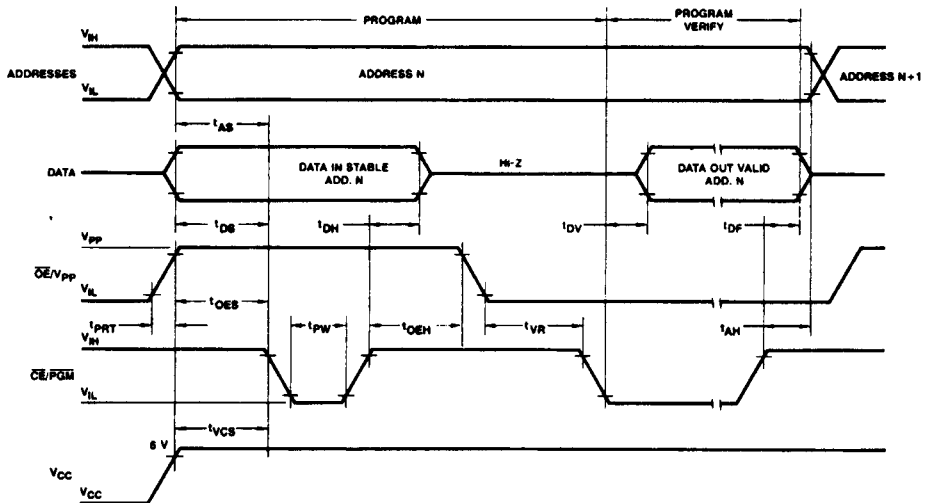 PROGRAM
PROGRAM
VERIFY
VIH
ADDRESSES
VIL
ADDRESS N
ADDRESS N + 1
tAS
DATA
DATA IN STABLE
ADD. N
HI-Z
DATA OUT VALID
ADD. N
tDS
tDH
tDV
tDF
VPP
OE/VPP
VIL
tOES
tPRT
tPW
tOEH
tVR
tAH
VIH
CE/PGM
VIL
tVCS
6 V
VCC
VCC